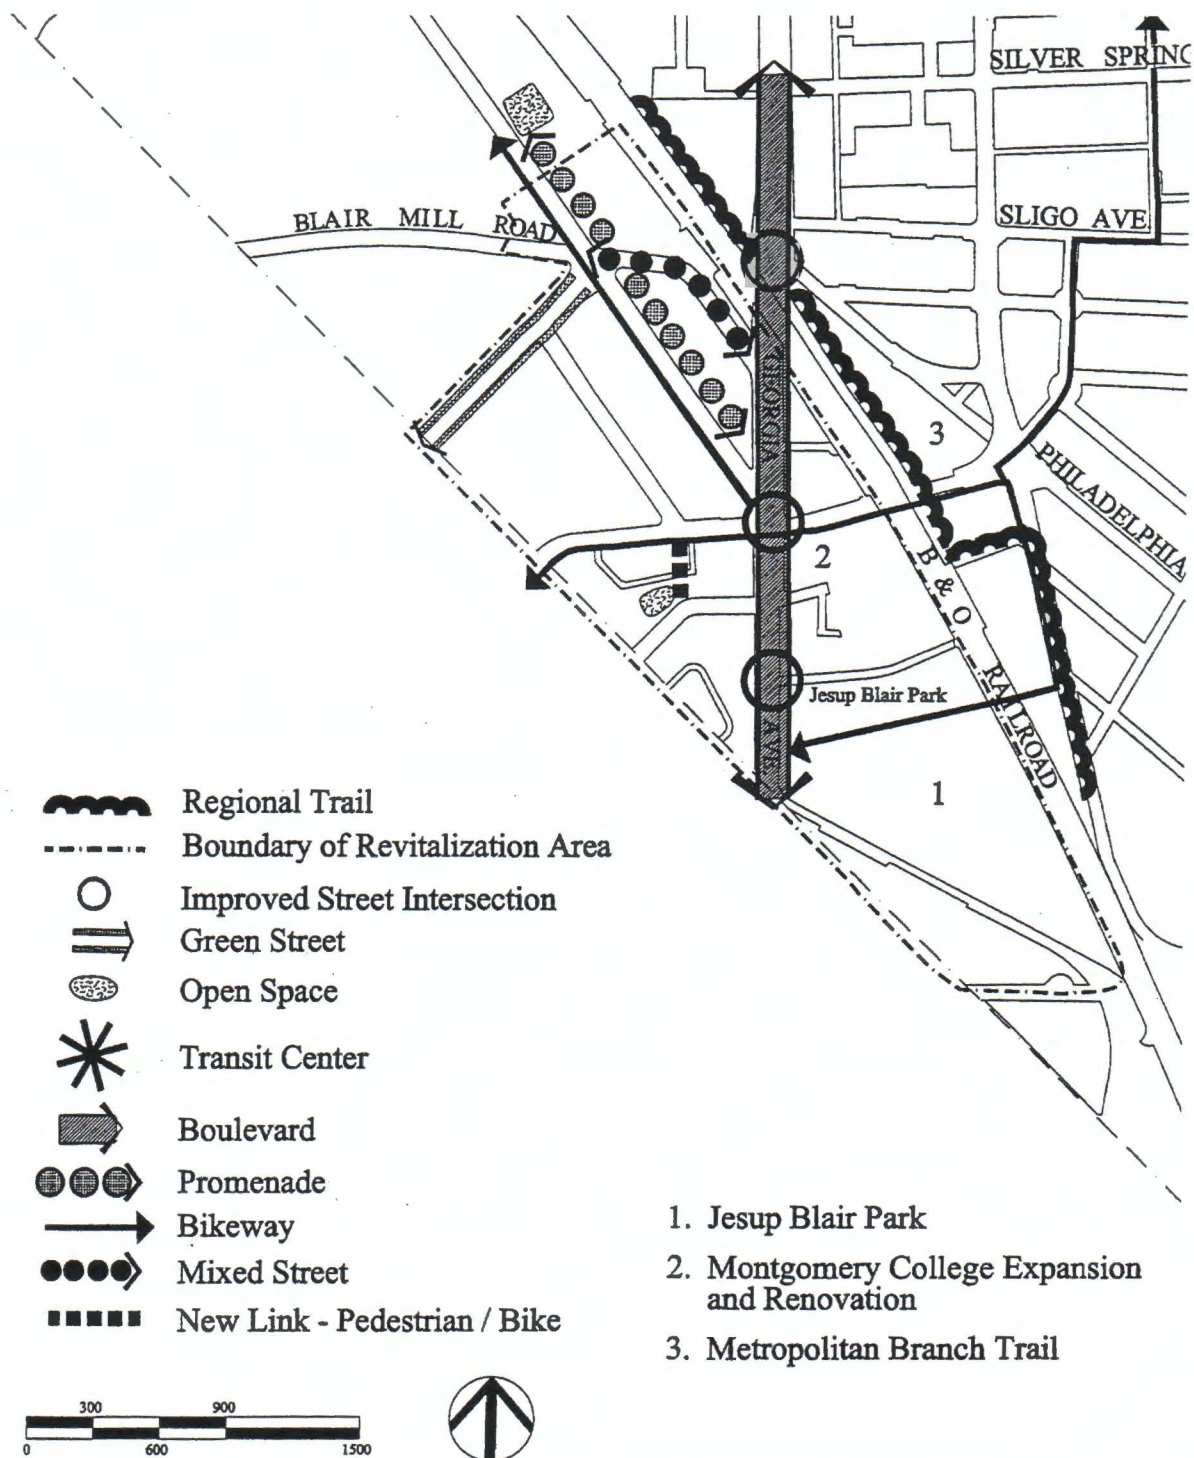 SILVER SPRING
SLIGO AVE
BLAIR MILL ROAD
GEORGIA
AVE
3
PHILADELPHIA
2
B & O RAILROAD
Jesup Blair Park
1
Regional Trail
Boundary of Revitalization Area
Improved Street Intersection
Green Street
Open Space
Transit Center
Boulevard
Promenade
Bikeway
Mixed Street
New Link - Pedestrian / Bike
1. Jesup Blair Park
2. Montgomery College Expansion
and Renovation
3. Metropolitan Branch Trail
300 900
0 600 1500